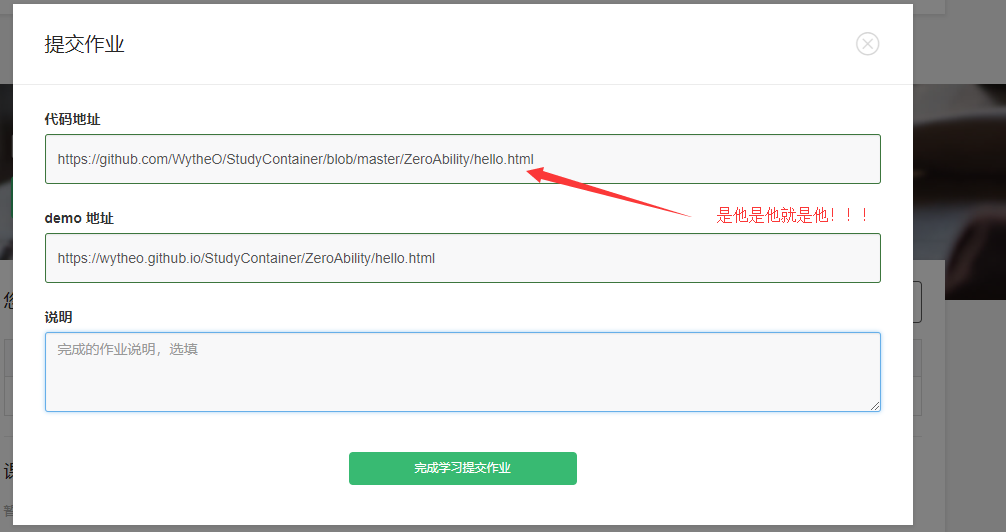 提交作业
代码地址
https://github.com/WytheO/StudyContainer/blob/master/ZeroAbility/hello.html
是他是他就是他！！！
demo 地址
https://wytheo.github.io/StudyContainer/ZeroAbility/hello.html
说明
完成的作业说明，选填
完成学习提交作业